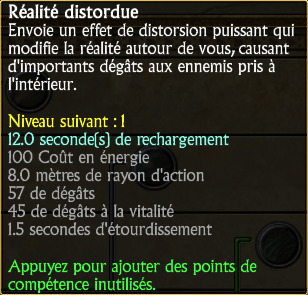 Réalité distordue
Envoie un effet de distorsion puissant qui
modifie la réalité autour de vous, causant
d'importants dégâts aux ennemis pris à
l'intérieur.
Niveau suivant : 1
12.0 seconde(s) de rechargement
100 Coût en énergie
8.0 mètres de rayon d'action
57 de dégâts
45 de dégâts à la vitalité
1.5 secondes d'étourdissement
Appuyez pour ajouter des points de
compétence inutilisés.